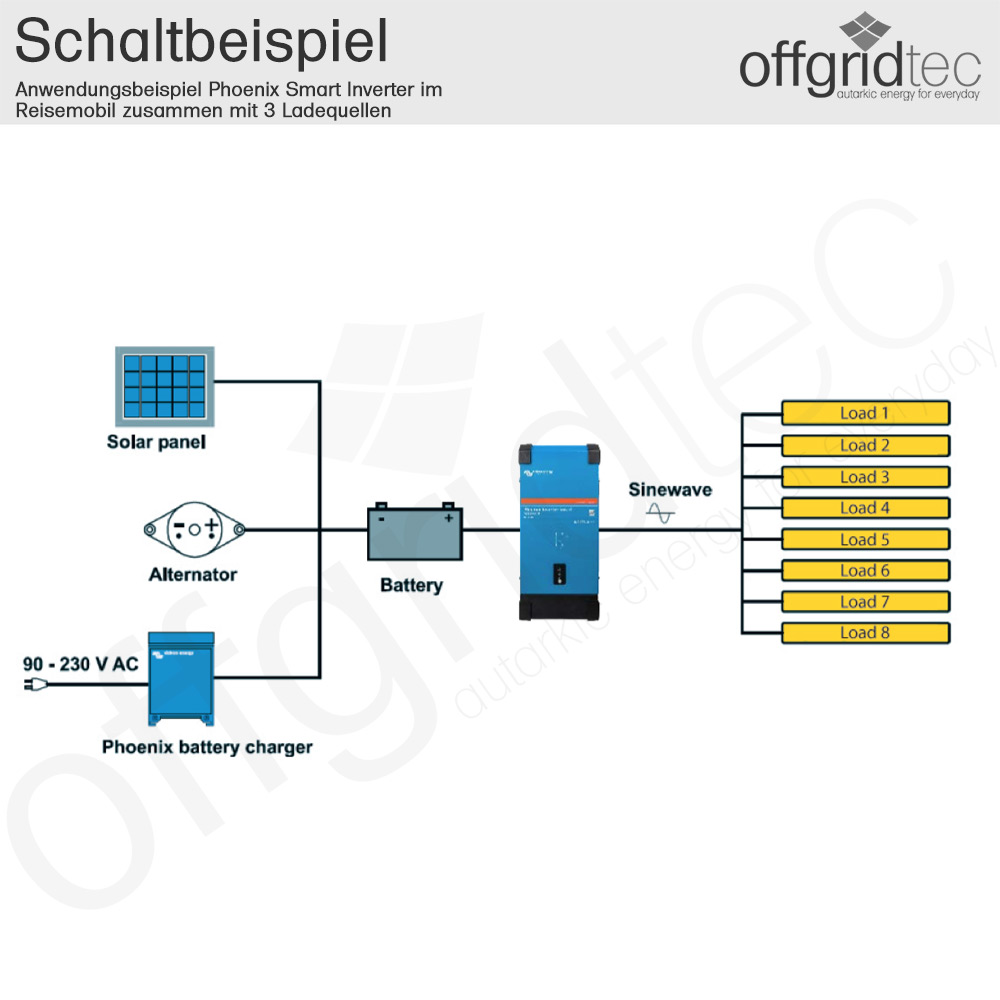 Schaltbeispiel
Anwendungsbeispiel Phoenix Smart Inverter im
Reisemobil zusammen mit 3 Ladequellen
offgridtec
autarkic energy for everyday
Solar panel
Alternator
90 - 230 V AC
Phoenix battery charger
Battery
Sinewave
Load 1
Load 2
Load 3
Load 4
Load 5
Load 6
Load 7
Load 8
offgridtec
autarkic energy for everyday